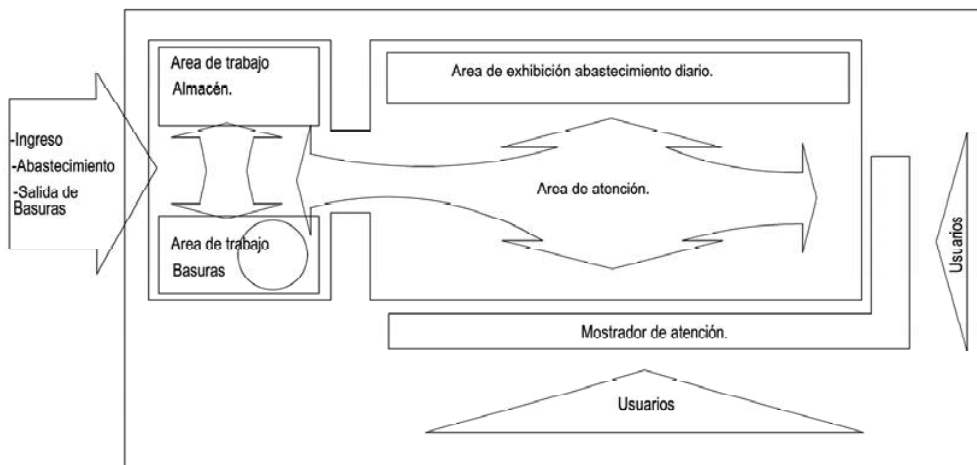 Area de trabajo
Almacén.
Area de exhibición abastecimiento diario.
-Ingreso
-Abastecimiento
-Salida de
Basuras
Area de atención.
Area de trabajo
Basuras
Usuarios
Mostrador de atención.
Usuarios